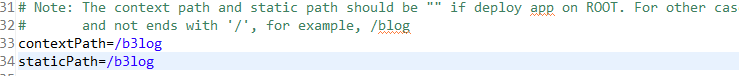 31# Note: The context path and static path should be "" if deploy app on ROOT. For other cas
32#       and not ends with '/', for example, /blog
33 contextPath=/b3log
34 staticPath=/b3log